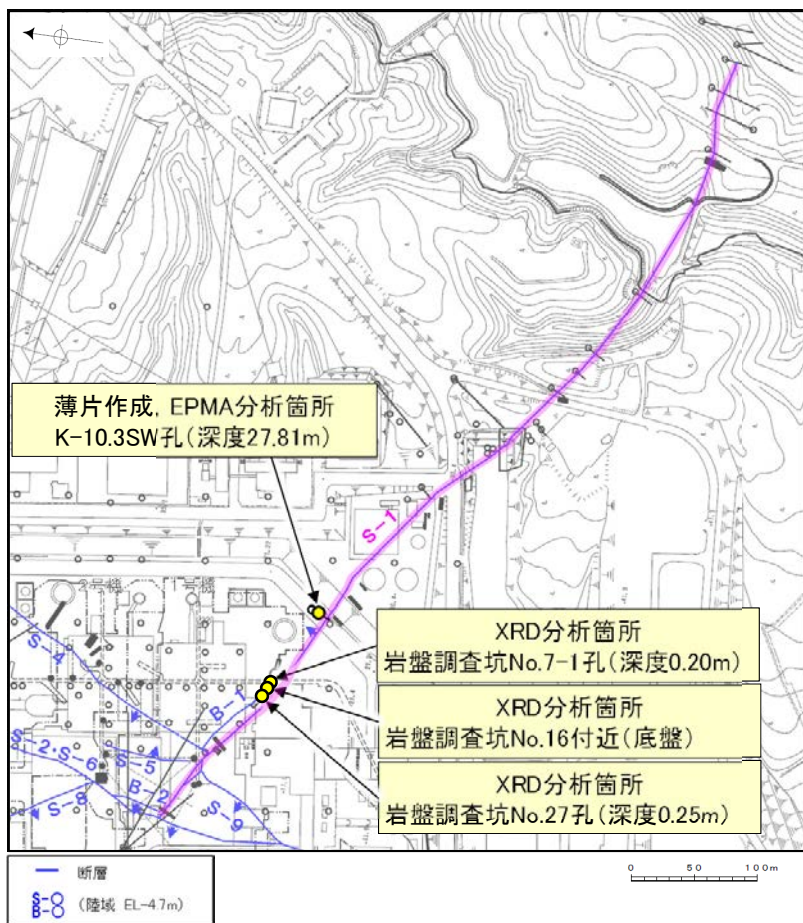 薄片作成, EPMA分析箇所
K-10.3SW孔(深度27.81m)
S-1
2号機
1号機
XRD分析箇所
岩盤調査坑No.7-1孔(深度0.20m)
XRD分析箇所
岩盤調査坑No.16付近(底盤)
XRD分析箇所
岩盤調査坑No.27孔(深度0.25m)
S-4
B-1
S-2・S-6
S-5
B-2
S-8
S-9
断層
S-○
B-○
(陸域 EL-4.7m)
0 50 100m